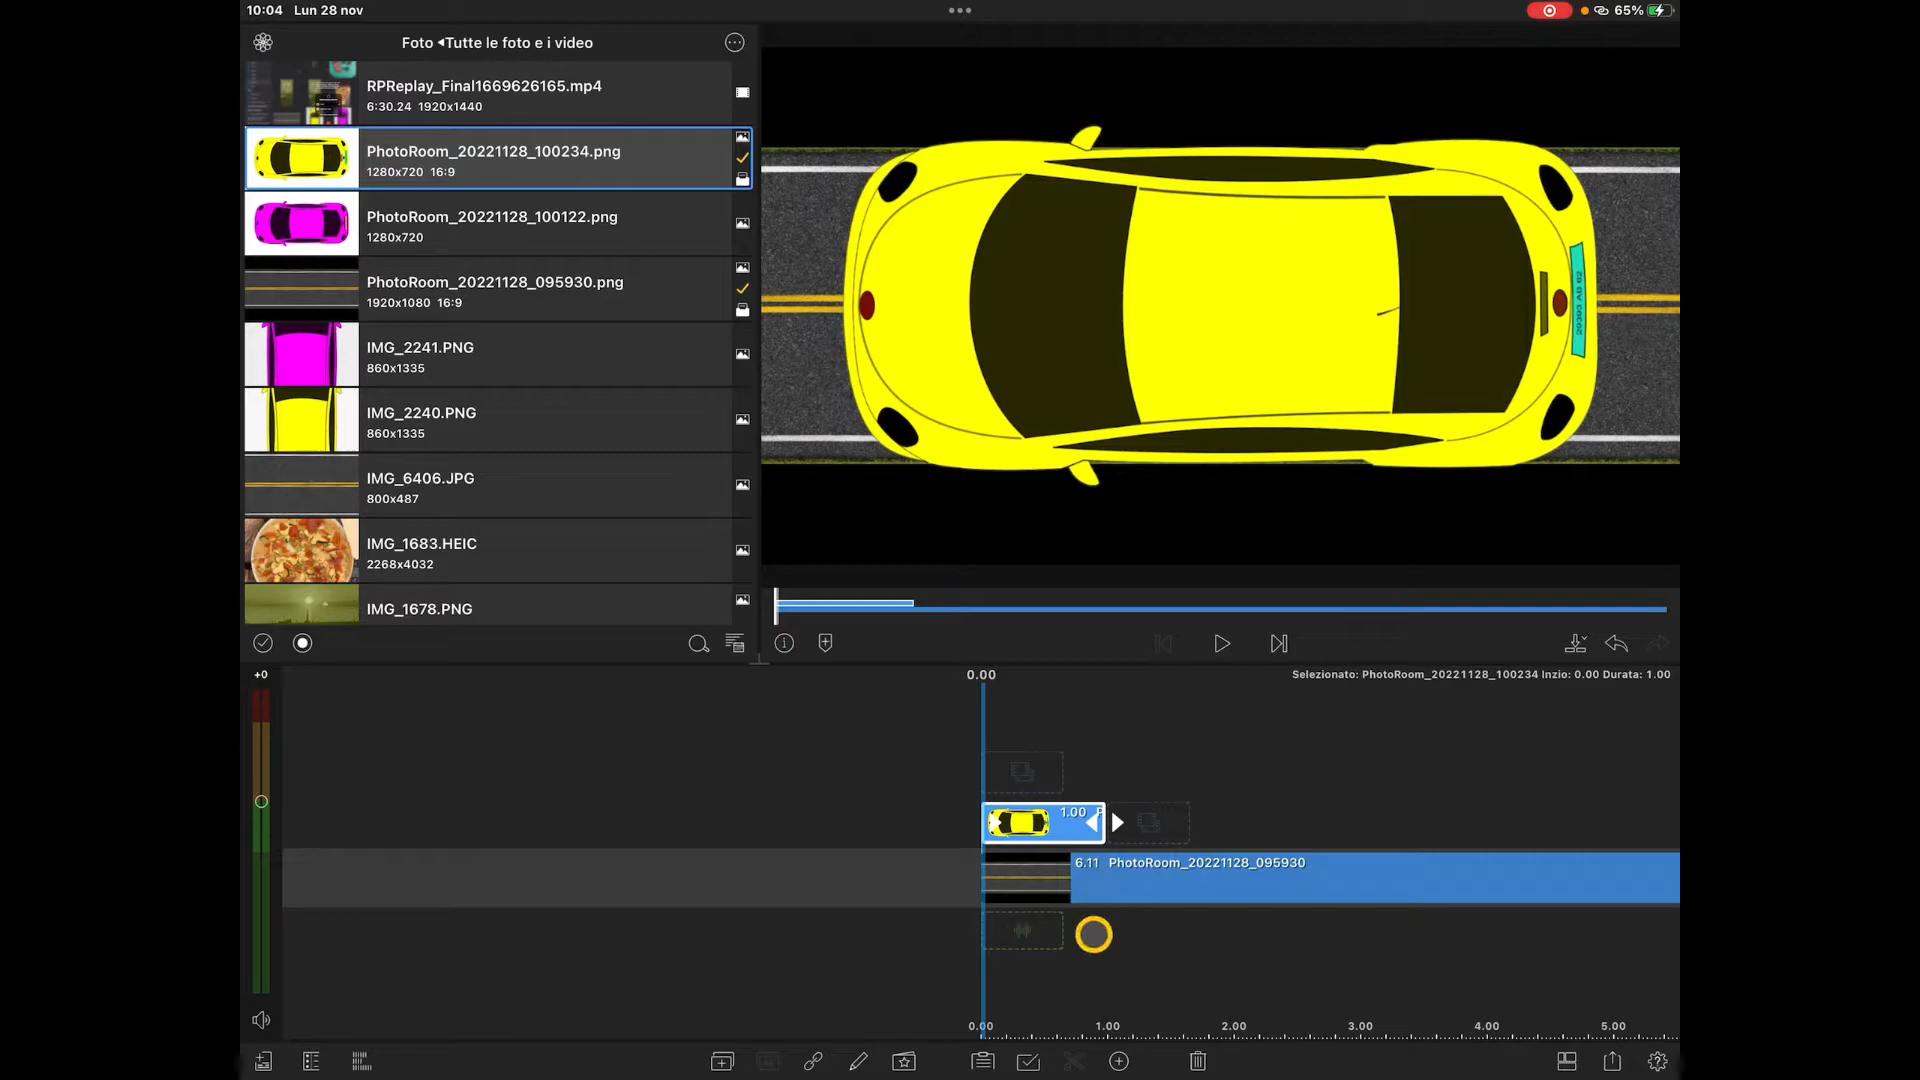 10:04 Lun 28 nov
65%
Foto ◂Tutte le foto e i video
RPReplay_Final1669626165.mp4
6:30.24 1920x1440
PhotoRoom_20221128_100234.png
1280x720 16:9
PhotoRoom_20221128_100122.png
1280x720
PhotoRoom_20221128_095930.png
1920x1080 16:9
IMG_2241.PNG
860x1335
IMG_2240.PNG
860x1335
IMG_6406.JPG
800x487
IMG_1683.HEIC
2268x4032
IMG_1678.PNG
+0
0.00
Selezionato: PhotoRoom_20221128_100234 Inzio: 0.00 Durata: 1.00
1.00
6.11 PhotoRoom_20221128_095930
0.00 1.00 2.00 3.00 4.00 5.00